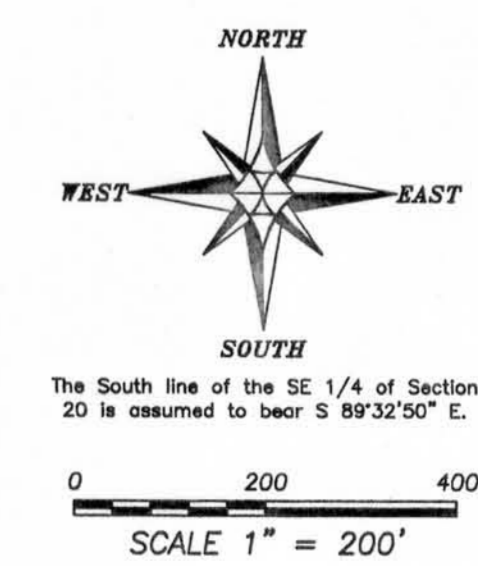 NORTH
WEST EAST
SOUTH
The South line of the SE 1/4 of Section
20 is assumed to bear S 89°32'50" E.
0 200 400
SCALE 1" = 200'